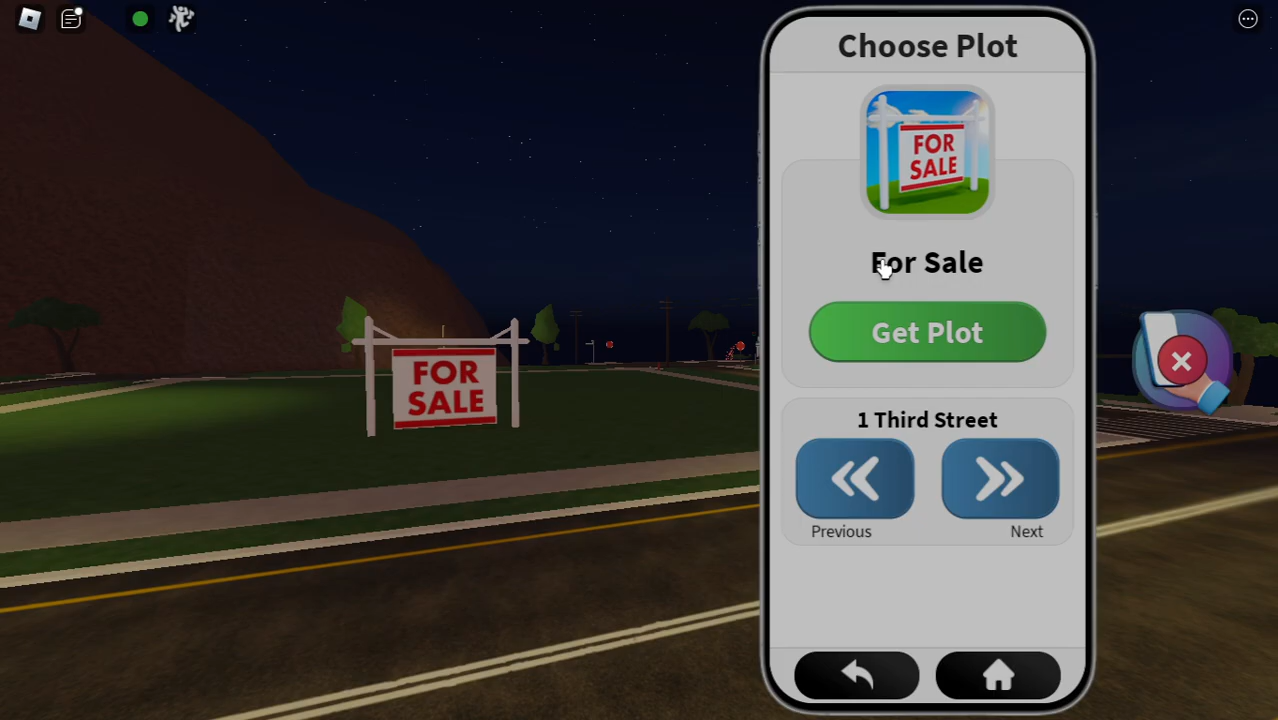 Choose Plot
FOR
SALE
For Sale
Get Plot
FOR
SALE
1 Third Street
Previous
Next